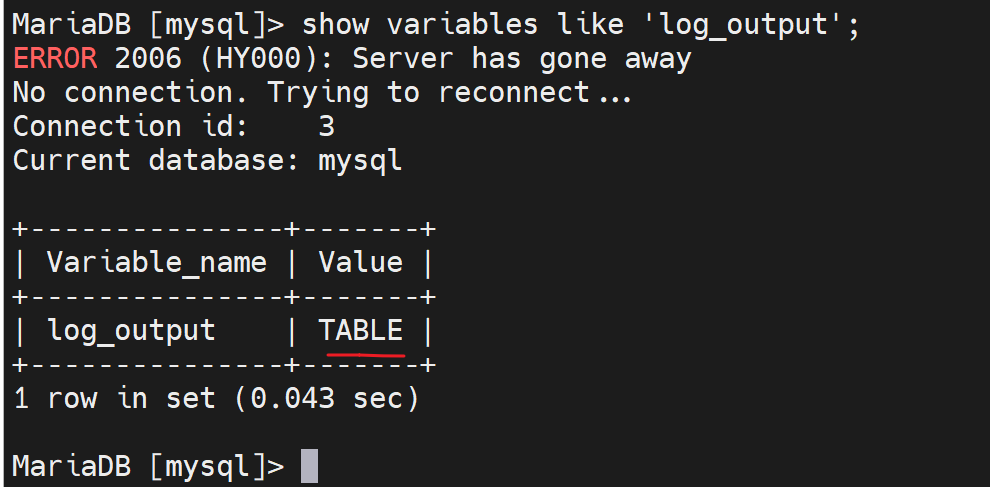 MariaDB [mysql]> show variables like 'log_output';
ERROR 2006 (HY000): Server has gone away
No connection. Trying to reconnect...
Connection id:    3
Current database: mysql

+---------------+-------+
| Variable_name | Value |
+---------------+-------+
| log_output    | TABLE |
+---------------+-------+
1 row in set (0.043 sec)

MariaDB [mysql]>